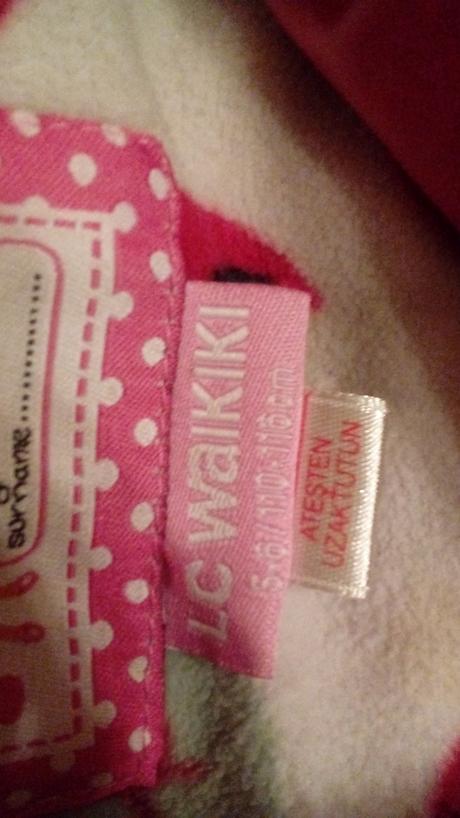 surname ..............
LC WaIKIKI
5-6/110-116cm
ATEŞTEN
UZAK TUTUN